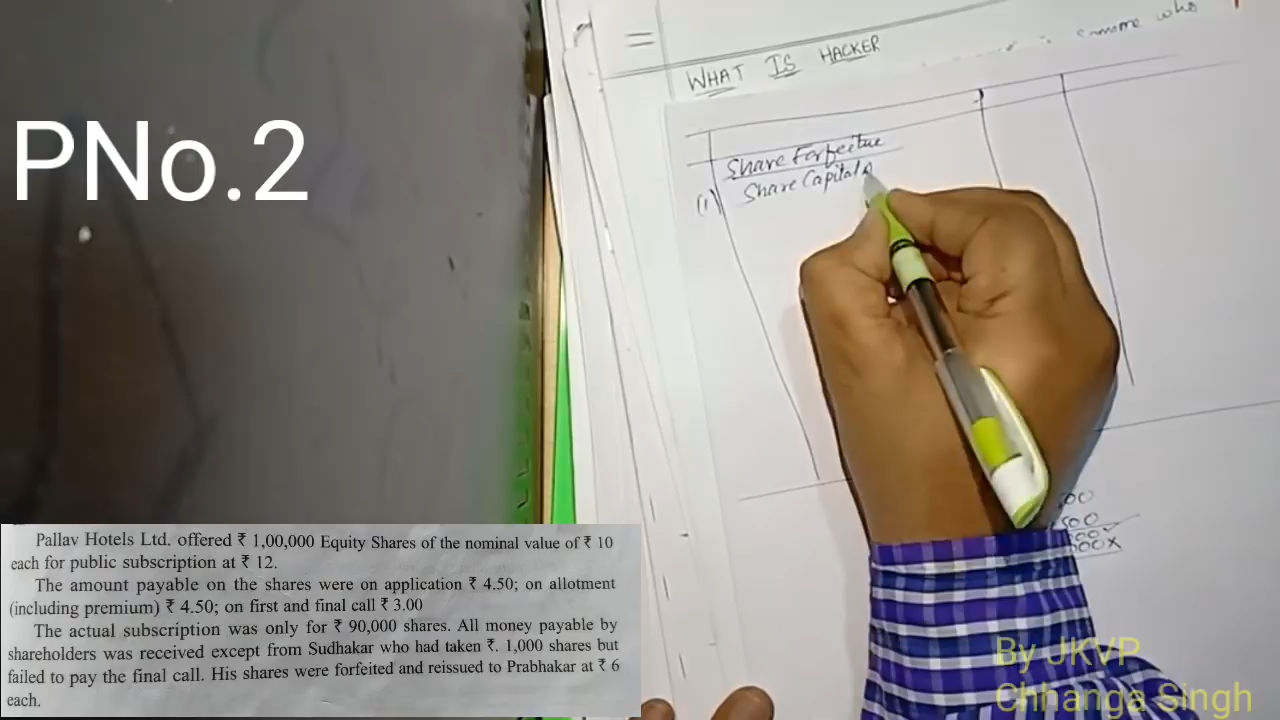 PNo.2
WHAT IS HACKER
someone who
Share Forfeitue
(1) Share Capital
Pallav Hotels Ltd. offered ₹ 1,00,000 Equity Shares of the nominal value of ₹ 10
each for public subscription at ₹ 12.
The amount payable on the shares were on application ₹ 4.50; on allotment
(including premium) ₹ 4.50; on first and final call ₹ 3.00
The actual subscription was only for ₹ 90,000 shares. All money payable by
shareholders was received except from Sudhakar who had taken ₹. 1,000 shares but
failed to pay the final call. His shares were forfeited and reissued to Prabhakar at ₹ 6
each.
By JKVP
Chhanga Singh